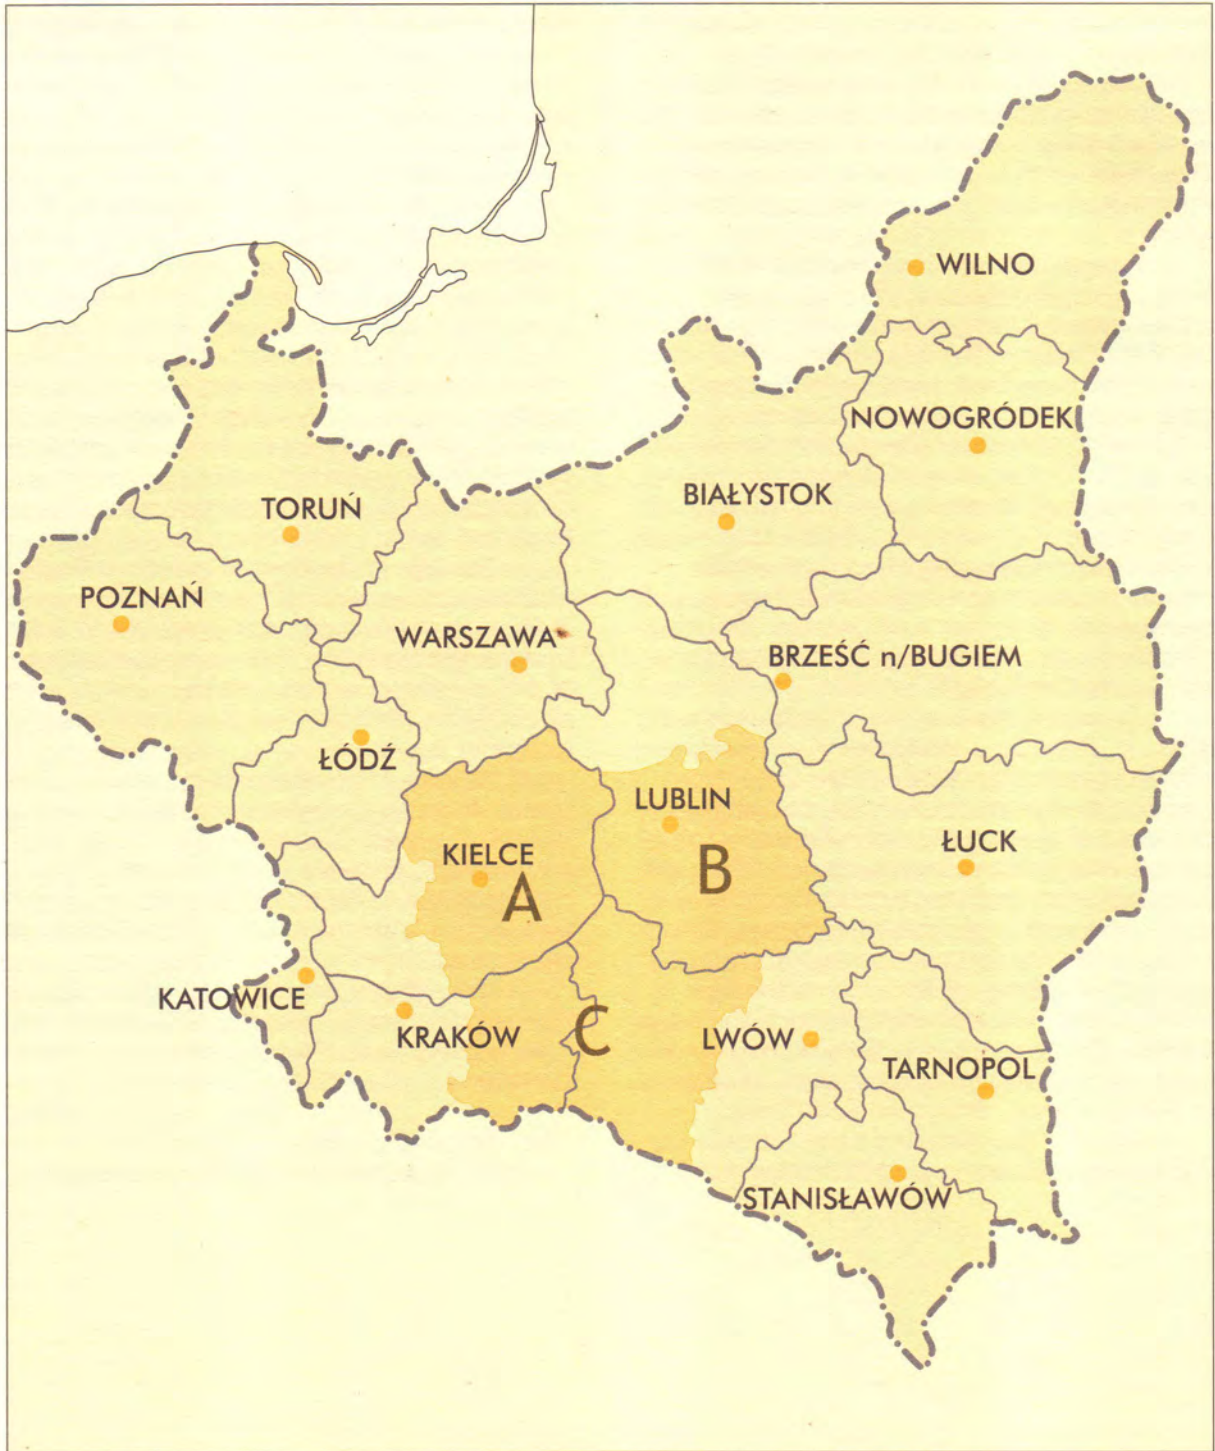 WILNO
NOWOGRÓDEK
BIAŁYSTOK
TORUŃ
POZNAŃ
WARSZAWA
BRZEŚĆ n/BUGIEM
ŁÓDŹ
LUBLIN
ŁUCK
KIELCE
A
B
KATOWICE
KRAKÓW
C
LWÓW
TARNOPOL
STANISŁAWÓW